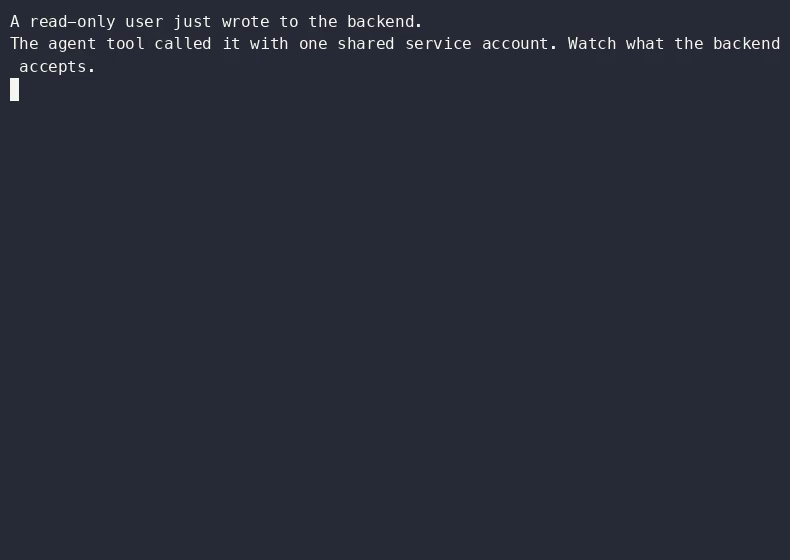 A read-only user just wrote to the backend.
The agent tool called it with one shared service account. Watch what the backend
accepts.